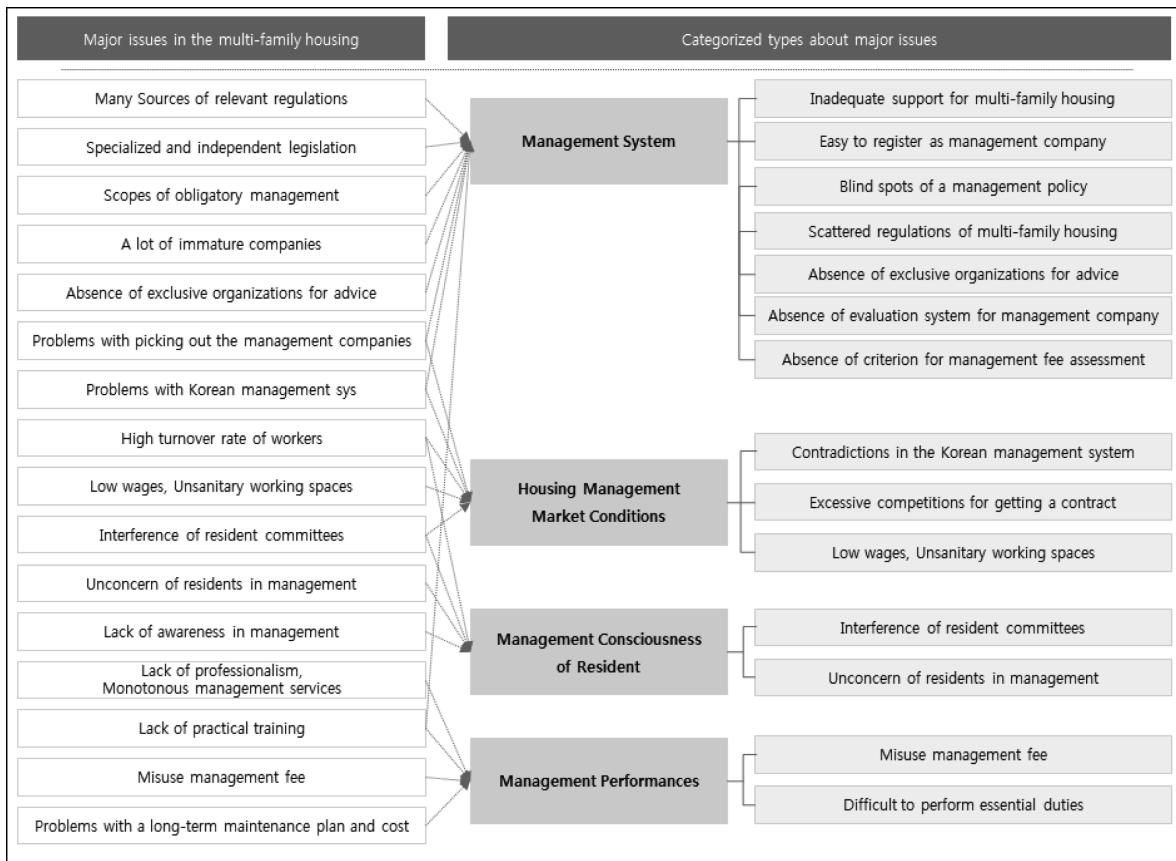 Major issues in the multi-family housing
Categorized types about major issues
Many Sources of relevant regulations
Specialized and independent legislation
Scopes of obligatory management
A lot of immature companies
Absence of exclusive organizations for advice
Problems with picking out the management companies
Problems with Korean management sys
High turnover rate of workers
Low wages, Unsanitary working spaces
Interference of resident committees
Unconcern of residents in management
Lack of awareness in management
Lack of professionalism,
Monotonous management services
Lack of practical training
Misuse management fee
Problems with a long-term maintenance plan and cost
Management System
Housing Management
Market Conditions
Management Consciousness
of Resident
Management Performances
Inadequate support for multi-family housing
Easy to register as management company
Blind spots of a management policy
Scattered regulations of multi-family housing
Absence of exclusive organizations for advice
Absence of evaluation system for management company
Absence of criterion for management fee assessment
Contradictions in the Korean management system
Excessive competitions for getting a contract
Low wages, Unsanitary working spaces
Interference of resident committees
Unconcern of residents in management
Misuse management fee
Difficult to perform essential duties